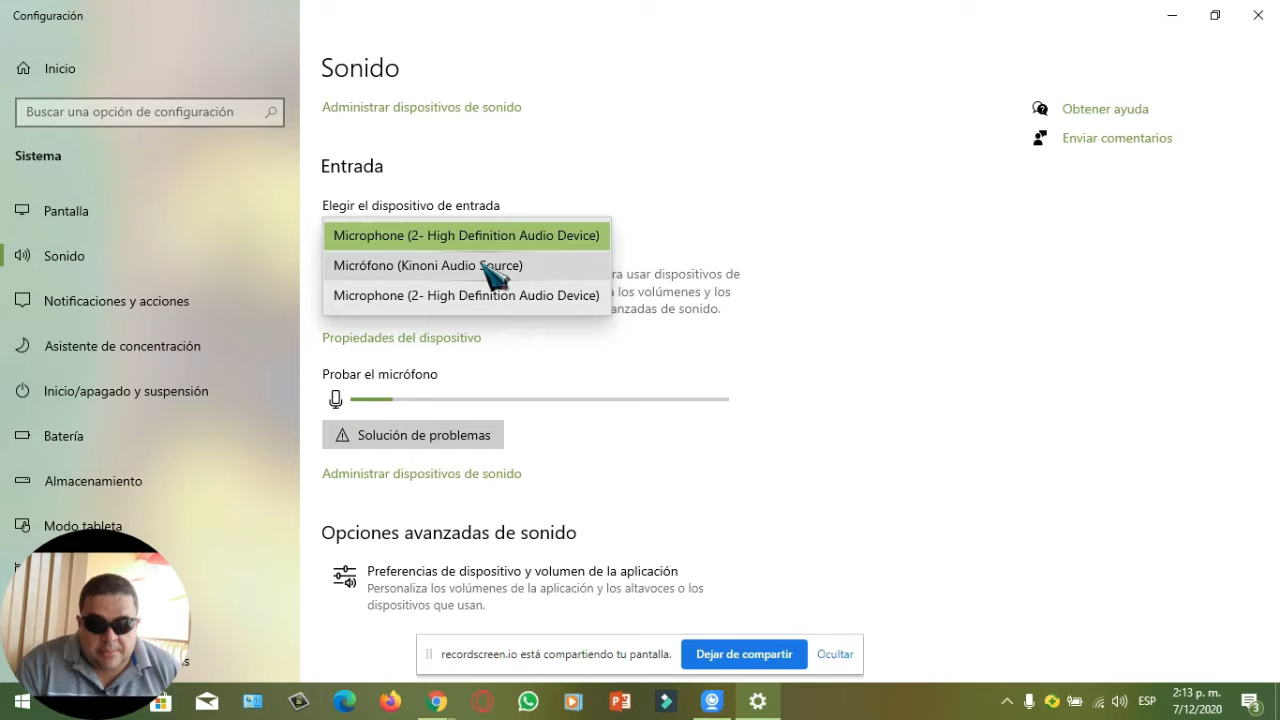 Configuración
Inicio
Buscar una opción de configuración
Sistema
Pantalla
Sonido
Notificaciones y acciones
Asistente de concentración
Inicio/apagado y suspensión
Batería
Almacenamiento
Modo tableta
Sonido
Administrar dispositivos de sonido
Entrada
Elegir el dispositivo de entrada
Microphone (2- High Definition Audio Device)
Micrófono (Kinoni Audio Source)
Microphone (2- High Definition Audio Device)
ra usar dispositivos de
los volúmenes y los
anzadas de sonido.
Propiedades del dispositivo
Probar el micrófono
Solución de problemas
Administrar dispositivos de sonido
Opciones avanzadas de sonido
Preferencias de dispositivo y volumen de la aplicación
Personaliza los volúmenes de la aplicación y los altavoces o los
dispositivos que usan.
Obtener ayuda
Enviar comentarios
recordscreen.io está compartiendo tu pantalla.
Dejar de compartir
Ocultar
ESP
2:13 p. m.
7/12/2020
3